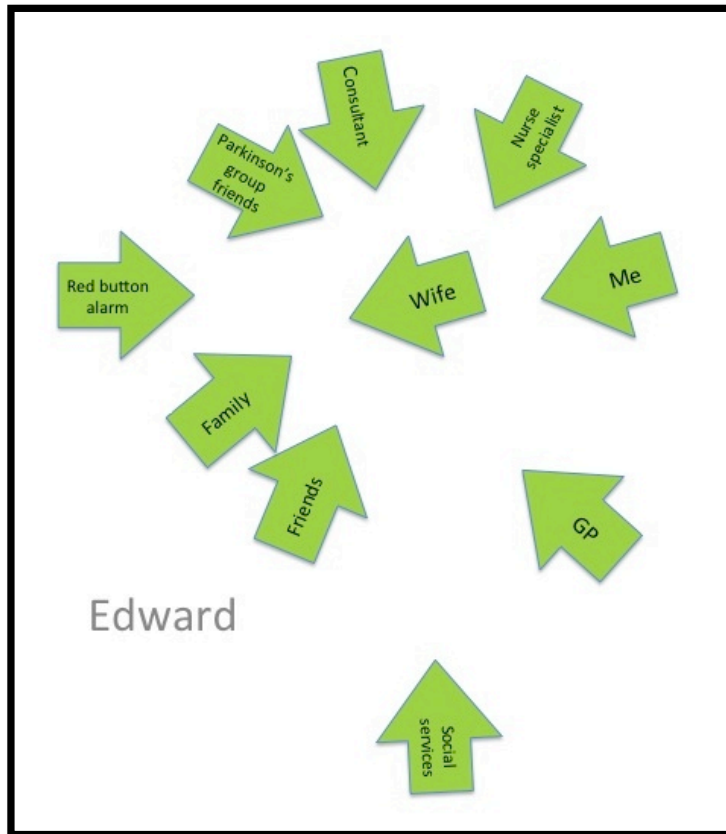 Consultant
Nurse
specialist
Parkinson's
group
friends
Red button
alarm
Wife
Me
Family
Friends
GP
Edward
Social
services